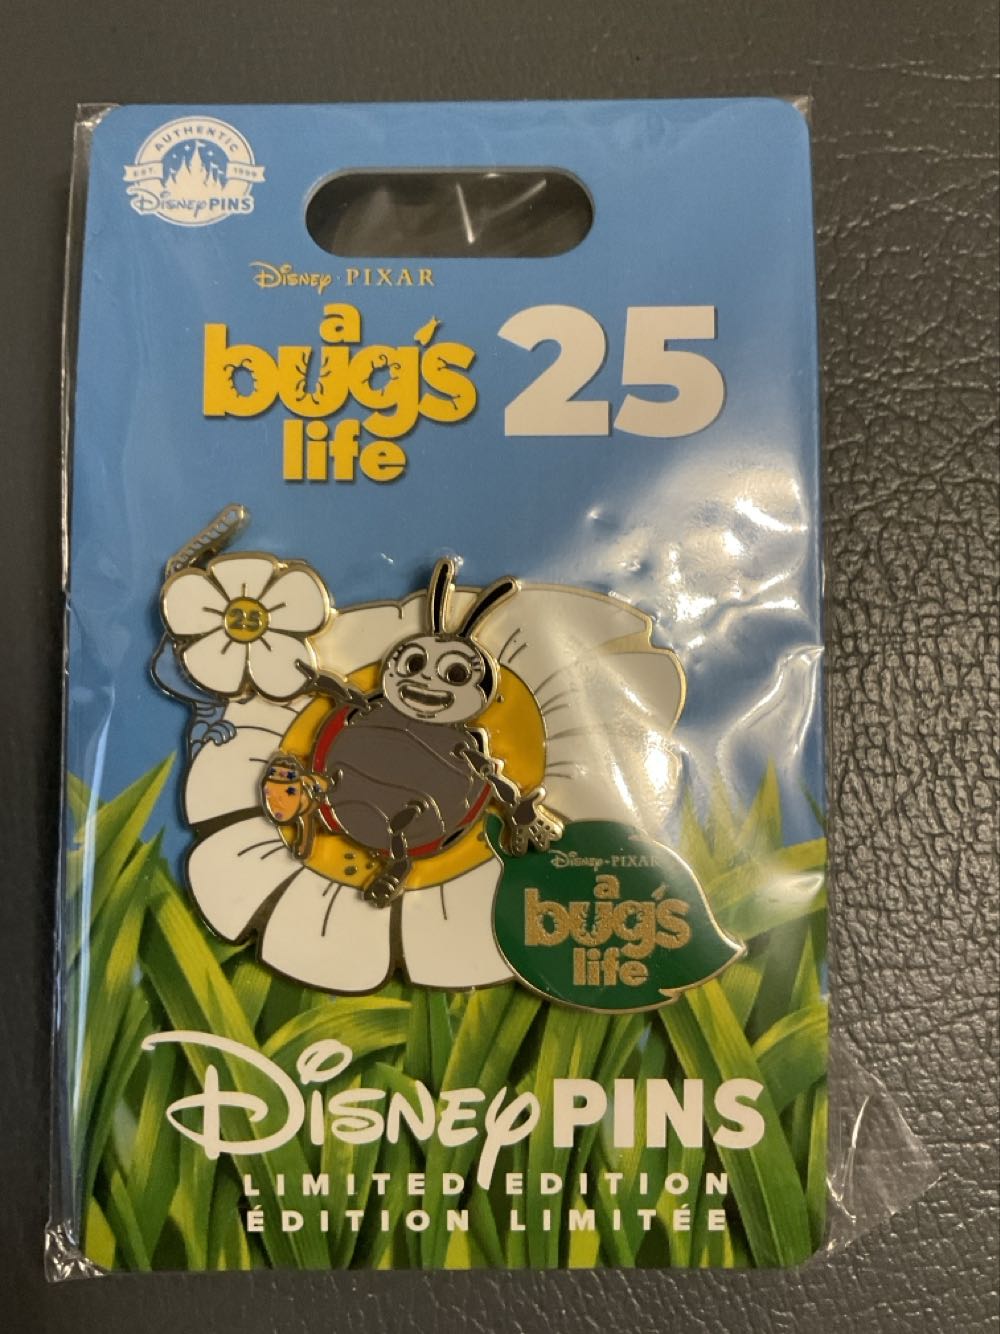 AUTHENTIC
EST. 1999
Disney PINS
Disney · PIXAR
a
bug's
life
25
25
Disney · PIXAR
a
bug's
life
Disney PINS
LIMITED EDITION
ÉDITION LIMITÉE